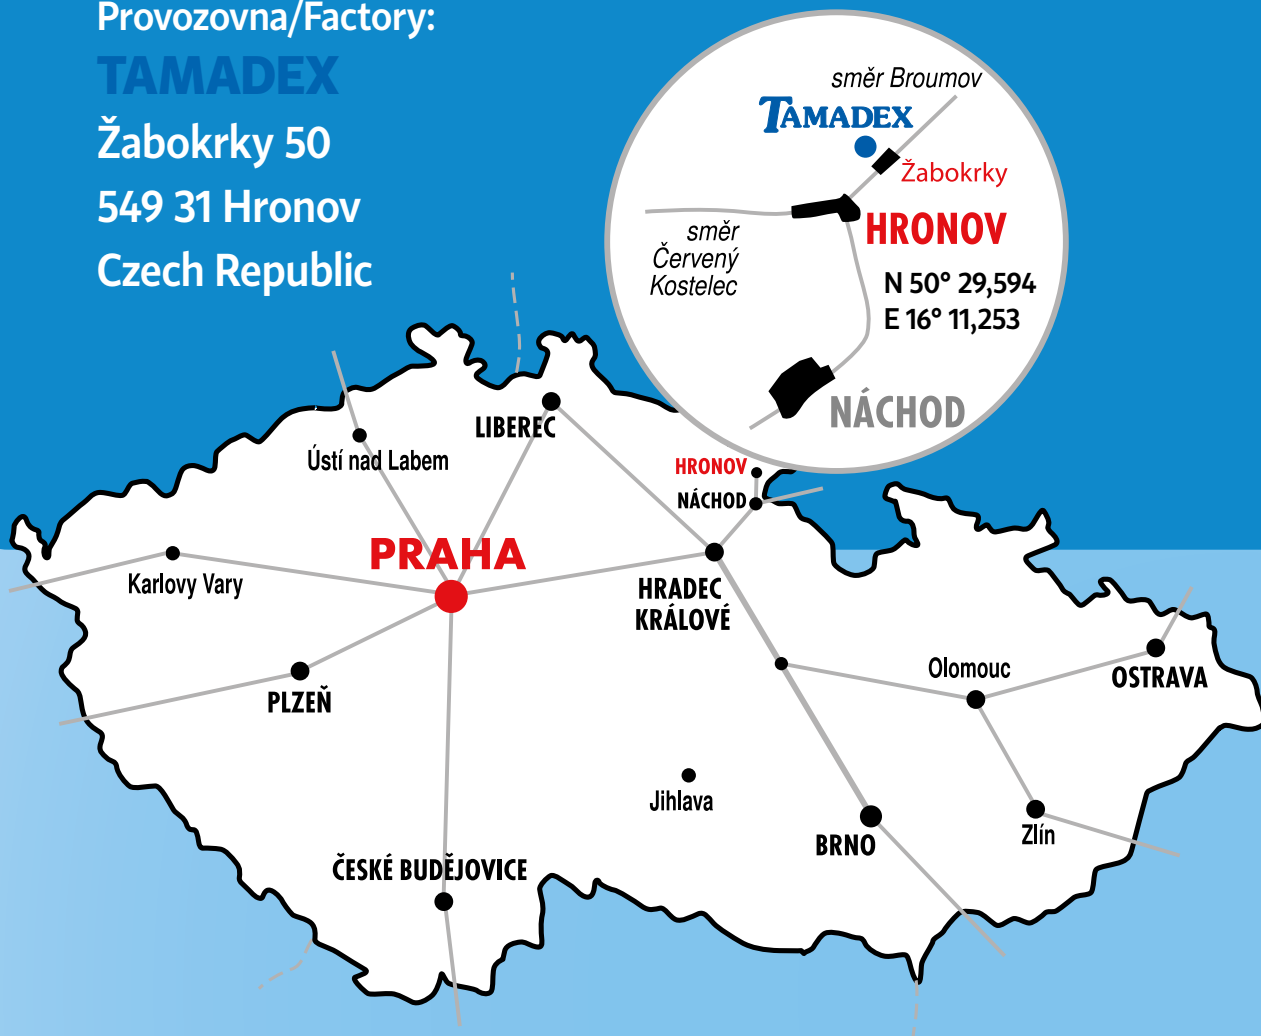 Provozovna/Factory:
TAMADEX
Žabokrky 50
549 31 Hronov
Czech Republic
směr Broumov
TAMADEX
Žabokrky
HRONOV
směr
Červený
Kostelec
N 50° 29,594
E 16° 11,253
NÁCHOD
LIBEREC
Ústí nad Labem
HRONOV
NÁCHOD
PRAHA
Karlovy Vary
HRADEC
KRÁLOVÉ
PLZEŇ
Olomouc
OSTRAVA
Jihlava
BRNO
Zlín
ČESKÉ BUDĚJOVICE